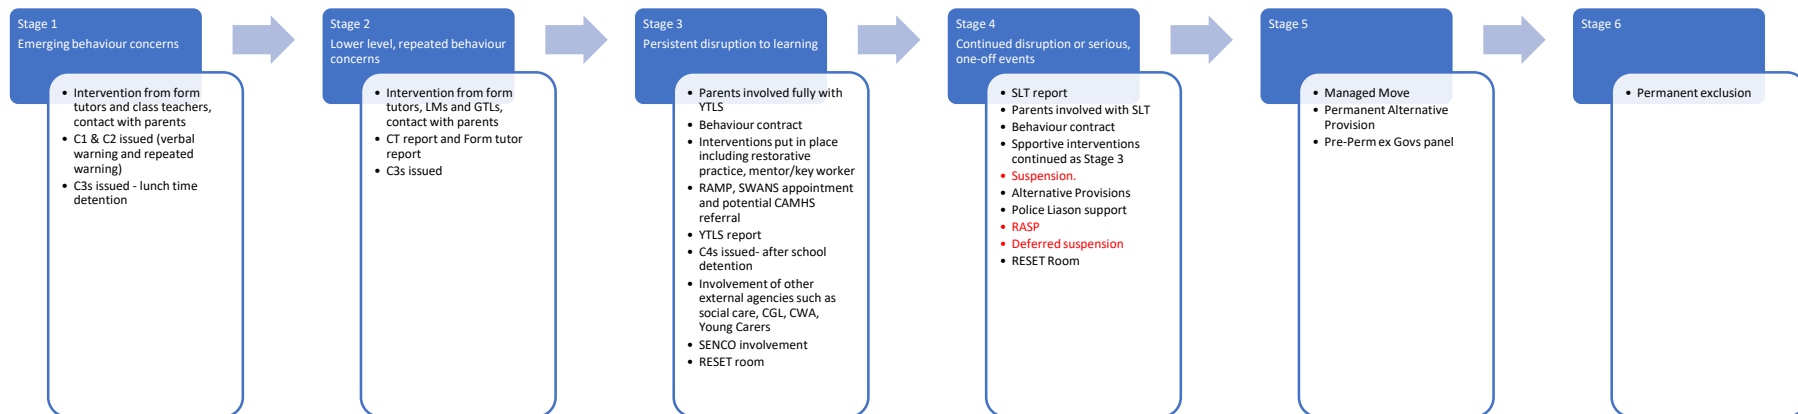 Stage 1
Emerging behaviour concerns
• Intervention from form
tutors and class teachers,
contact with parents
• C1 & C2 issued (verbal
warning and repeated
warning)
• C3s issued - lunch time
detention
Stage 2
Lower level, repeated behaviour
concerns
• Intervention from form
tutors, LMs and GTLs,
contact with parents
• CT report and Form tutor
report
• C3s issued
Stage 3
Persistent disruption to learning
• Parents involved fully with
YTLS
• Behaviour contract
• Interventions put in place
including restorative
practice, mentor/key worker
• RAMP, SWANS appointment
and potential CAMHS
referral
• YTLS report
• C4s issued- after school
detention
• Involvement of other
external agencies such as
social care, CGL, CWA,
Young Carers
• SENCO involvement
• RESET room
Stage 4
Continued disruption or serious,
one-off events
• SLT report
• Parents involved with SLT
• Behaviour contract
• Spportive interventions
continued as Stage 3
• Suspension.
• Alternative Provisions
• Police Liason support
• RASP
• Deferred suspension
• RESET Room
Stage 5
• Managed Move
• Permanent Alternative
Provision
• Pre-Perm ex Govs panel
Stage 6
• Permanent exclusion